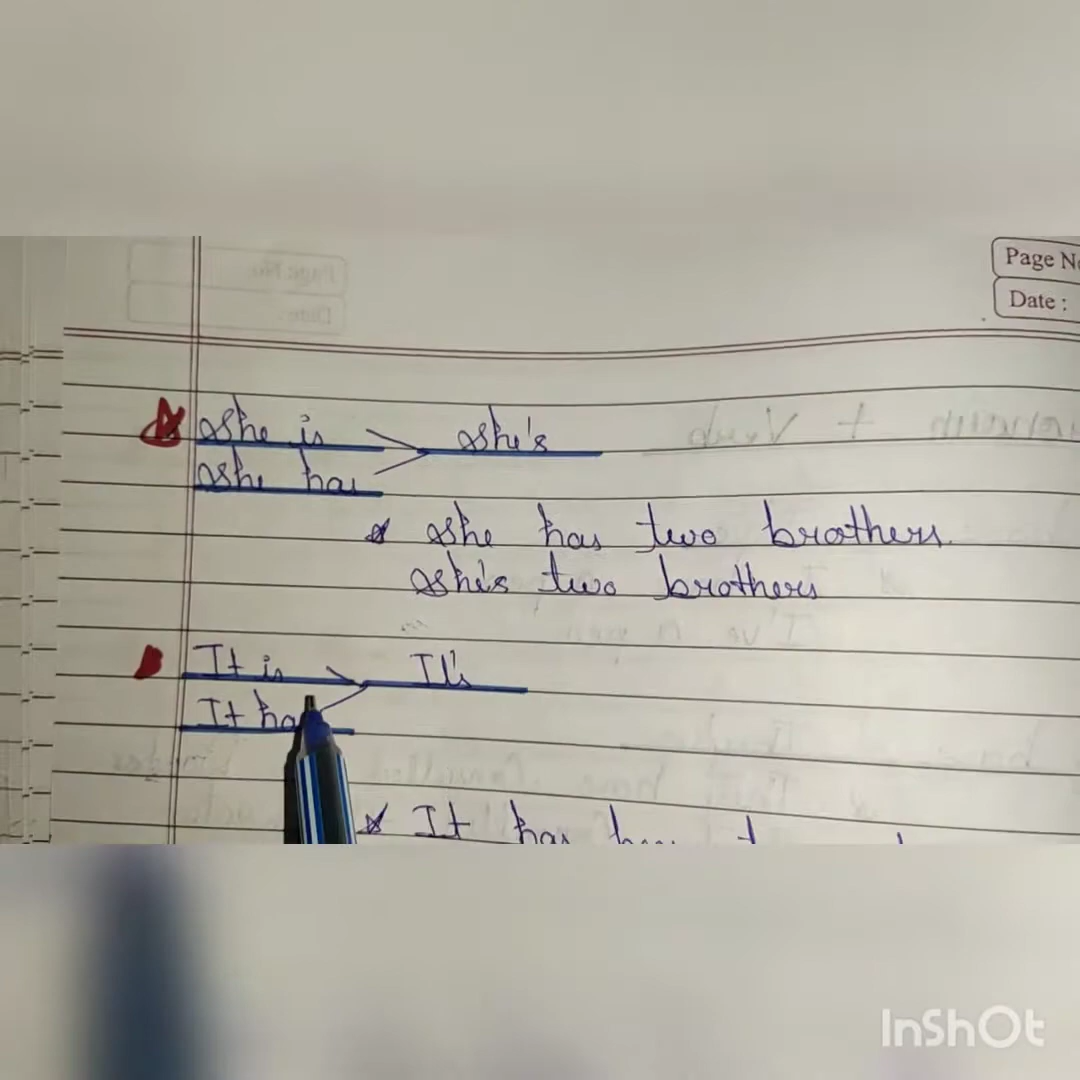 Page No
Date :
She is
She's
She has
She has two brothers.
She's two brothers
It is
It's
It ha
It has
InShOt